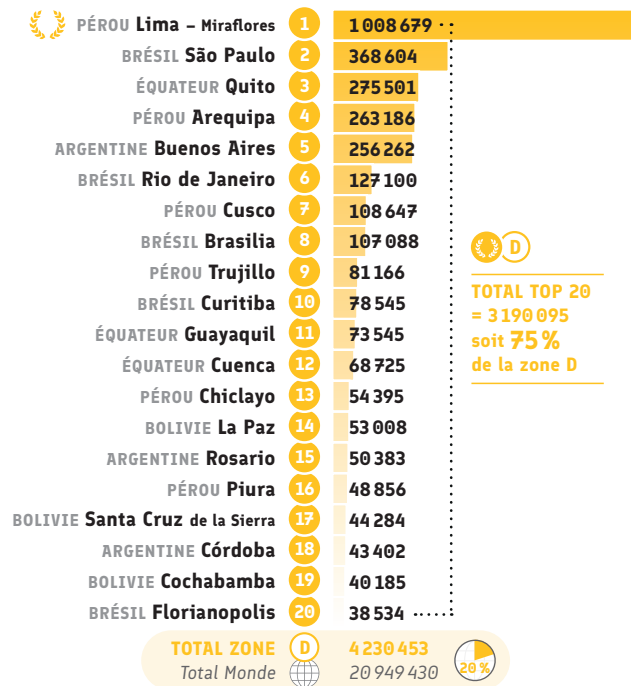 PÉROU Lima – Miraflores 1 1 008 679
BRÉSIL São Paulo 2 368 604
ÉQUATEUR Quito 3 275 501
PÉROU Arequipa 4 263 186
ARGENTINE Buenos Aires 5 256 262
BRÉSIL Rio de Janeiro 6 127 100
PÉROU Cusco 7 108 647
BRÉSIL Brasilia 8 107 088
PÉROU Trujillo 9 81 166
BRÉSIL Curitiba 10 78 545
ÉQUATEUR Guayaquil 11 73 545
ÉQUATEUR Cuenca 12 68 725
PÉROU Chiclayo 13 54 395
BOLIVIE La Paz 14 53 008
ARGENTINE Rosario 15 50 383
PÉROU Piura 16 48 856
BOLIVIE Santa Cruz de la Sierra 17 44 284
ARGENTINE Córdoba 18 43 402
BOLIVIE Cochabamba 19 40 185
BRÉSIL Florianopolis 20 38 534
D
TOTAL TOP 20
= 3 190 095
soit 75 %
de la zone D
TOTAL ZONE D 4 230 453
Total Monde 20 949 430
20 %